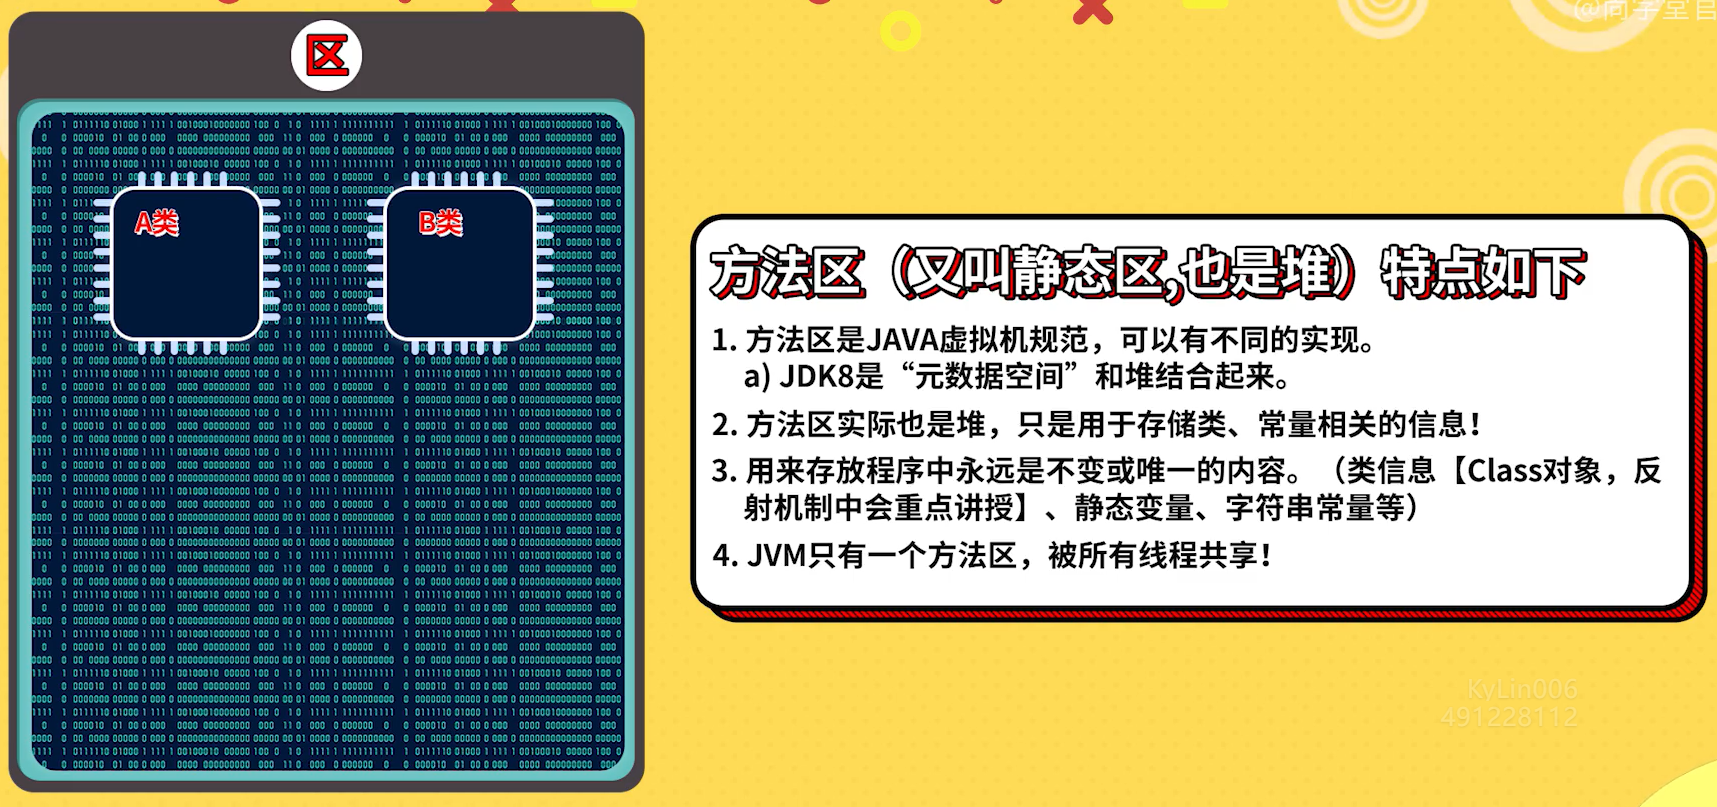 区
A类
B类
方法区（又叫静态区,也是堆）特点如下
1. 方法区是JAVA虚拟机规范，可以有不同的实现。
a) JDK8是“元数据空间”和堆结合起来。
2. 方法区实际也是堆，只是用于存储类、常量相关的信息！
3. 用来存放程序中永远是不变或唯一的内容。（类信息【Class对象，反
射机制中会重点讲授】、静态变量、字符串常量等）
4. JVM只有一个方法区，被所有线程共享！
KyLin006
491228112